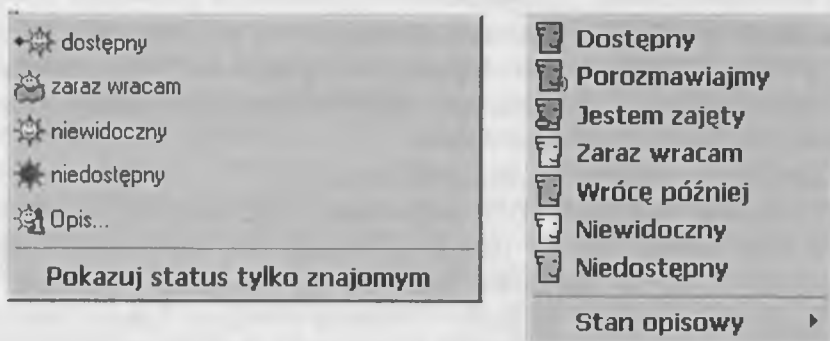 dostępny
zaraz wracam
niewidoczny
niedostępny
Opis...
Pokazuj status tylko znajomym
Dostępny
Porozmawiajmy
Jestem zajęty
Zaraz wracam
Wrócę później
Niewidoczny
Niedostępny
Stan opisowy